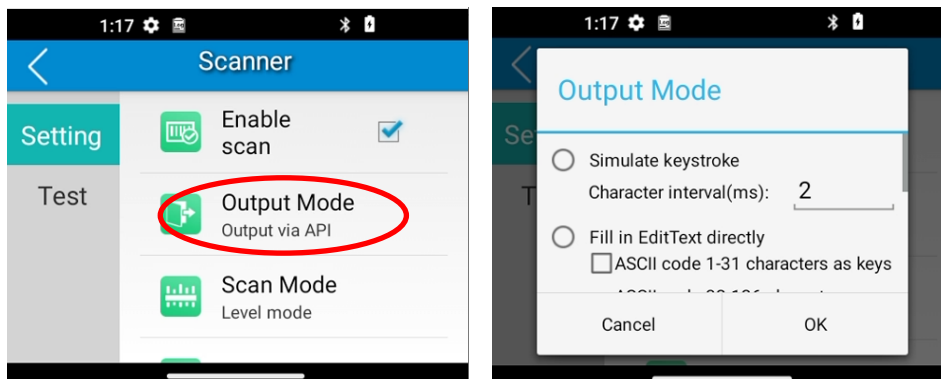 1:17
Scanner
Setting
Test
Enable
scan
Output Mode
Output via API
Scan Mode
Level mode
1:17
Output Mode
Simulate keystroke
Character interval(ms): 2
Fill in EditText directly
ASCII code 1-31 characters as keys
Cancel
OK